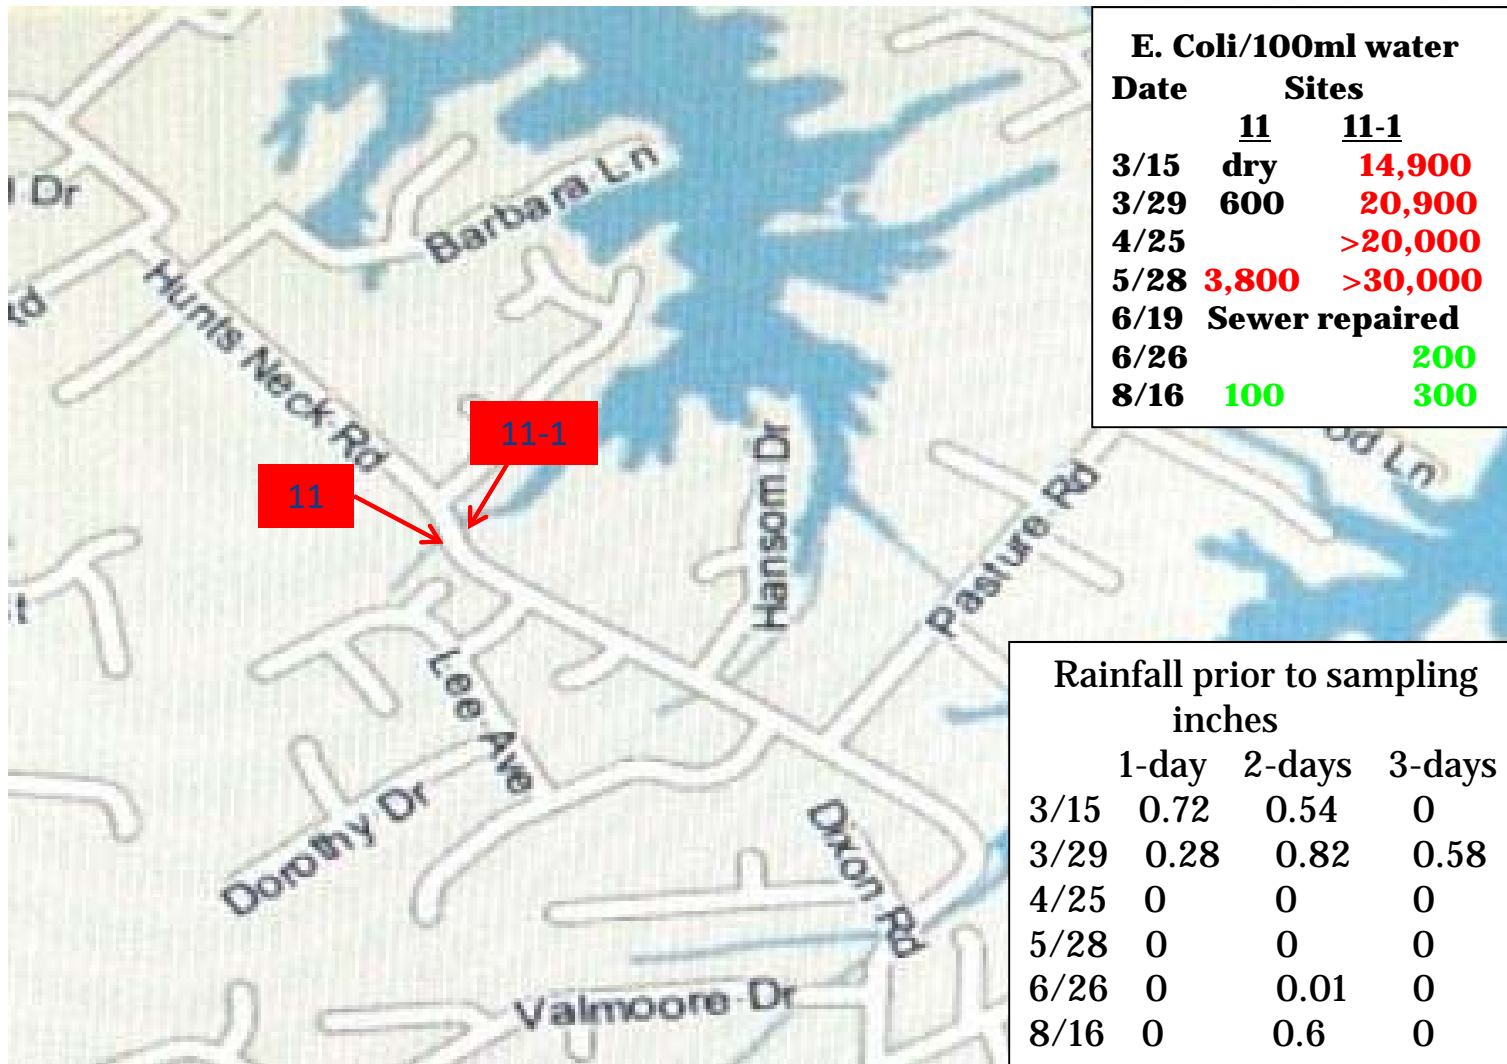 E. Coli/100ml water
Date Sites
11 11-1
3/15 dry 14,900
3/29 600 20,900
4/25 >20,000
5/28 3,800 >30,000
6/19 Sewer repaired
6/26 200
8/16 100 300
Dr
Barbara Ln
Rd
Hunts Neck Rd
11-1
11
Hansom Dr
Ln
Pasture Rd
Lee Ave
Dorothy Dr
Dixon Rd
Valmoore Dr
Rainfall prior to sampling
inches
1-day 2-days 3-days
3/15 0.72 0.54 0
3/29 0.28 0.82 0.58
4/25 0 0 0
5/28 0 0 0
6/26 0 0.01 0
8/16 0 0.6 0